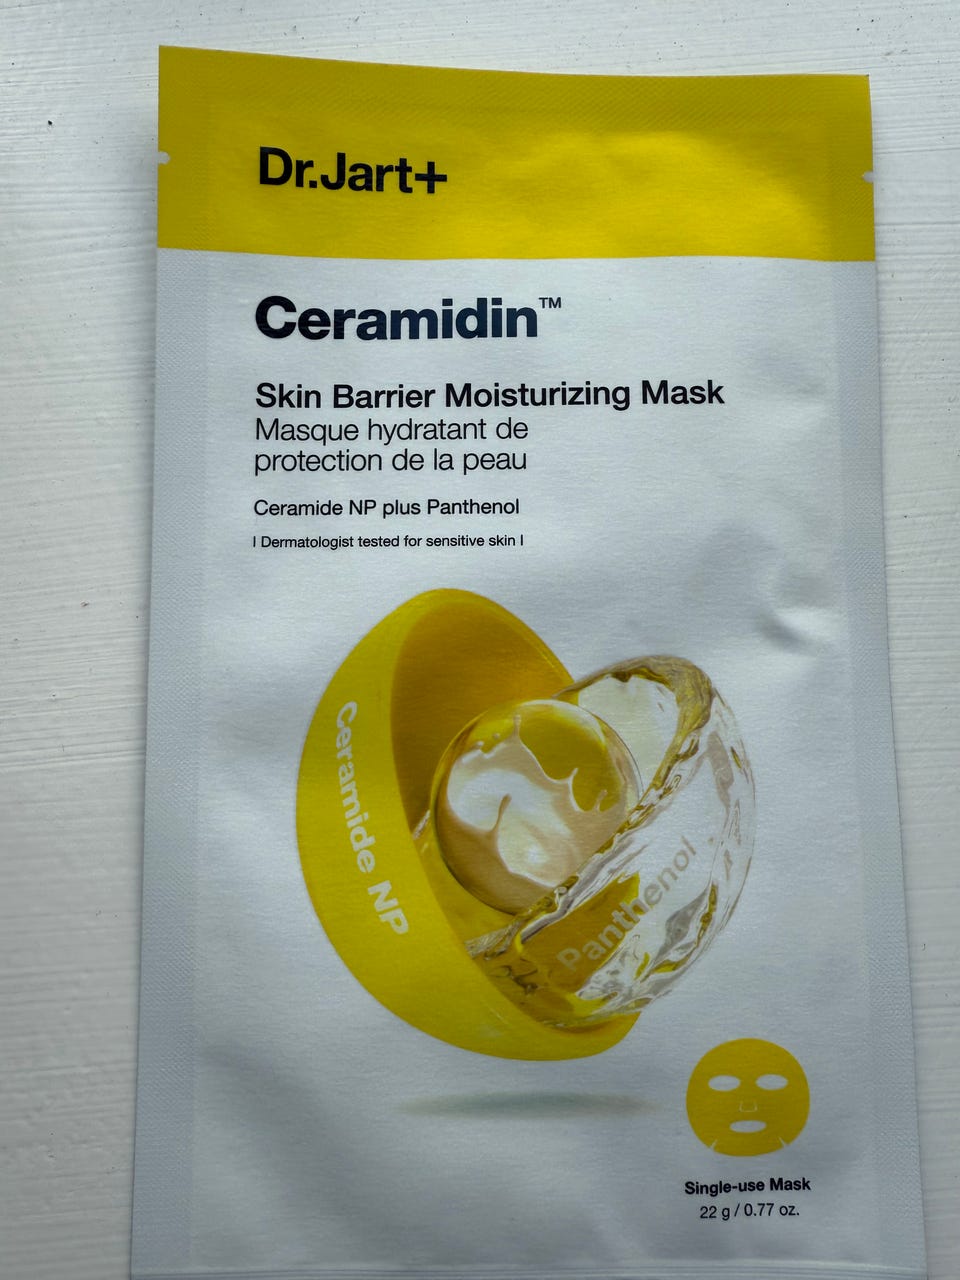 Dr.Jart+
Ceramidin™
Skin Barrier Moisturizing Mask
Masque hydratant de
protection de la peau
Ceramide NP plus Panthenol
I Dermatologist tested for sensitive skin I
Ceramide NP
Panthenol
Single-use Mask
22 g / 0.77 oz.